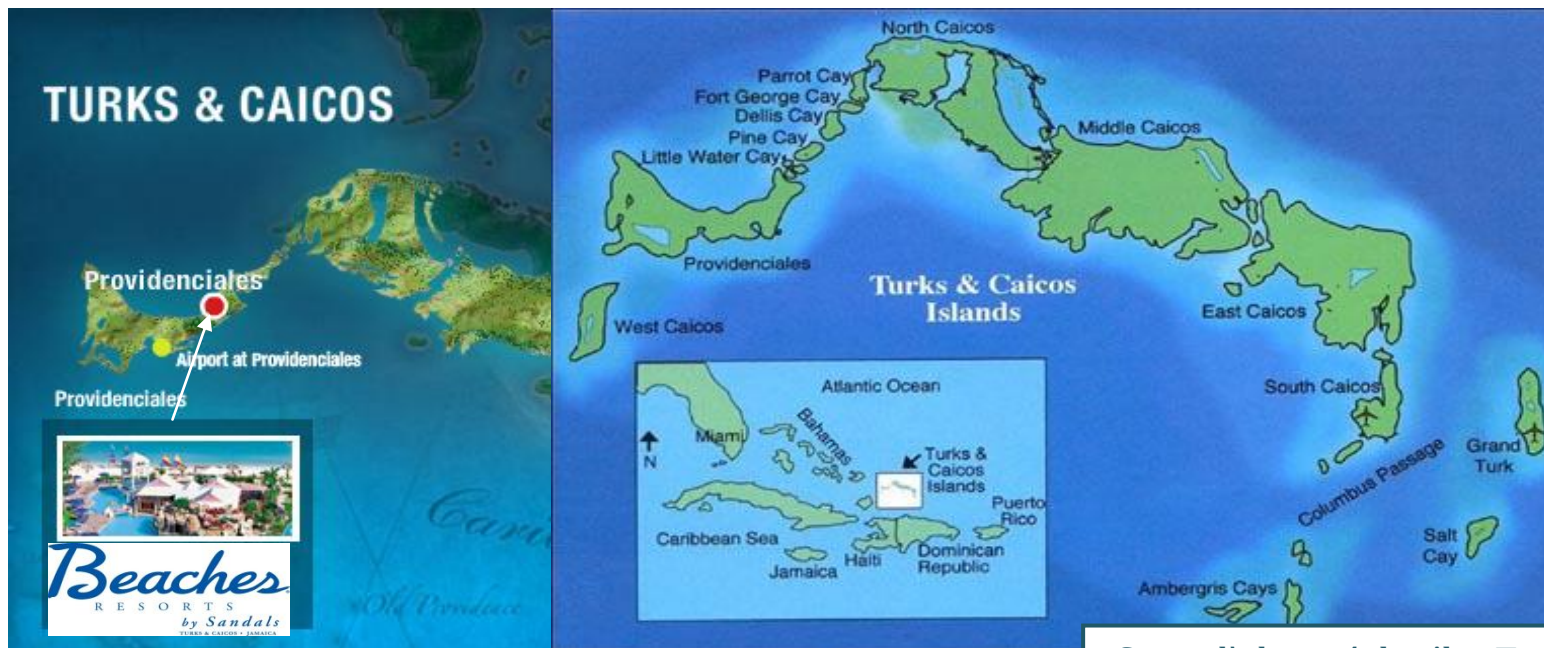 TURKS & CAICOS
Providenciales
Airport at Providenciales
Providenciales
Beaches
RESORTS
by Sandals
TURKS & CAICOS • JAMAICA
Old Providence
North Caicos
Parrot Cay
Fort George Cay
Dellis Cay
Pine Cay
Little Water Cay
Middle Caicos
Providenciales
Turks & Caicos
Islands
West Caicos
East Caicos
South Caicos
Grand
Turk
Columbus Passage
Salt
Cay
Ambergris Cays
Atlantic Ocean
Miami
Bahamas
N
Turks &
Caicos
Islands
Puerto
Rico
Caribbean Sea
Haiti
Dominican
Republic
Jamaica